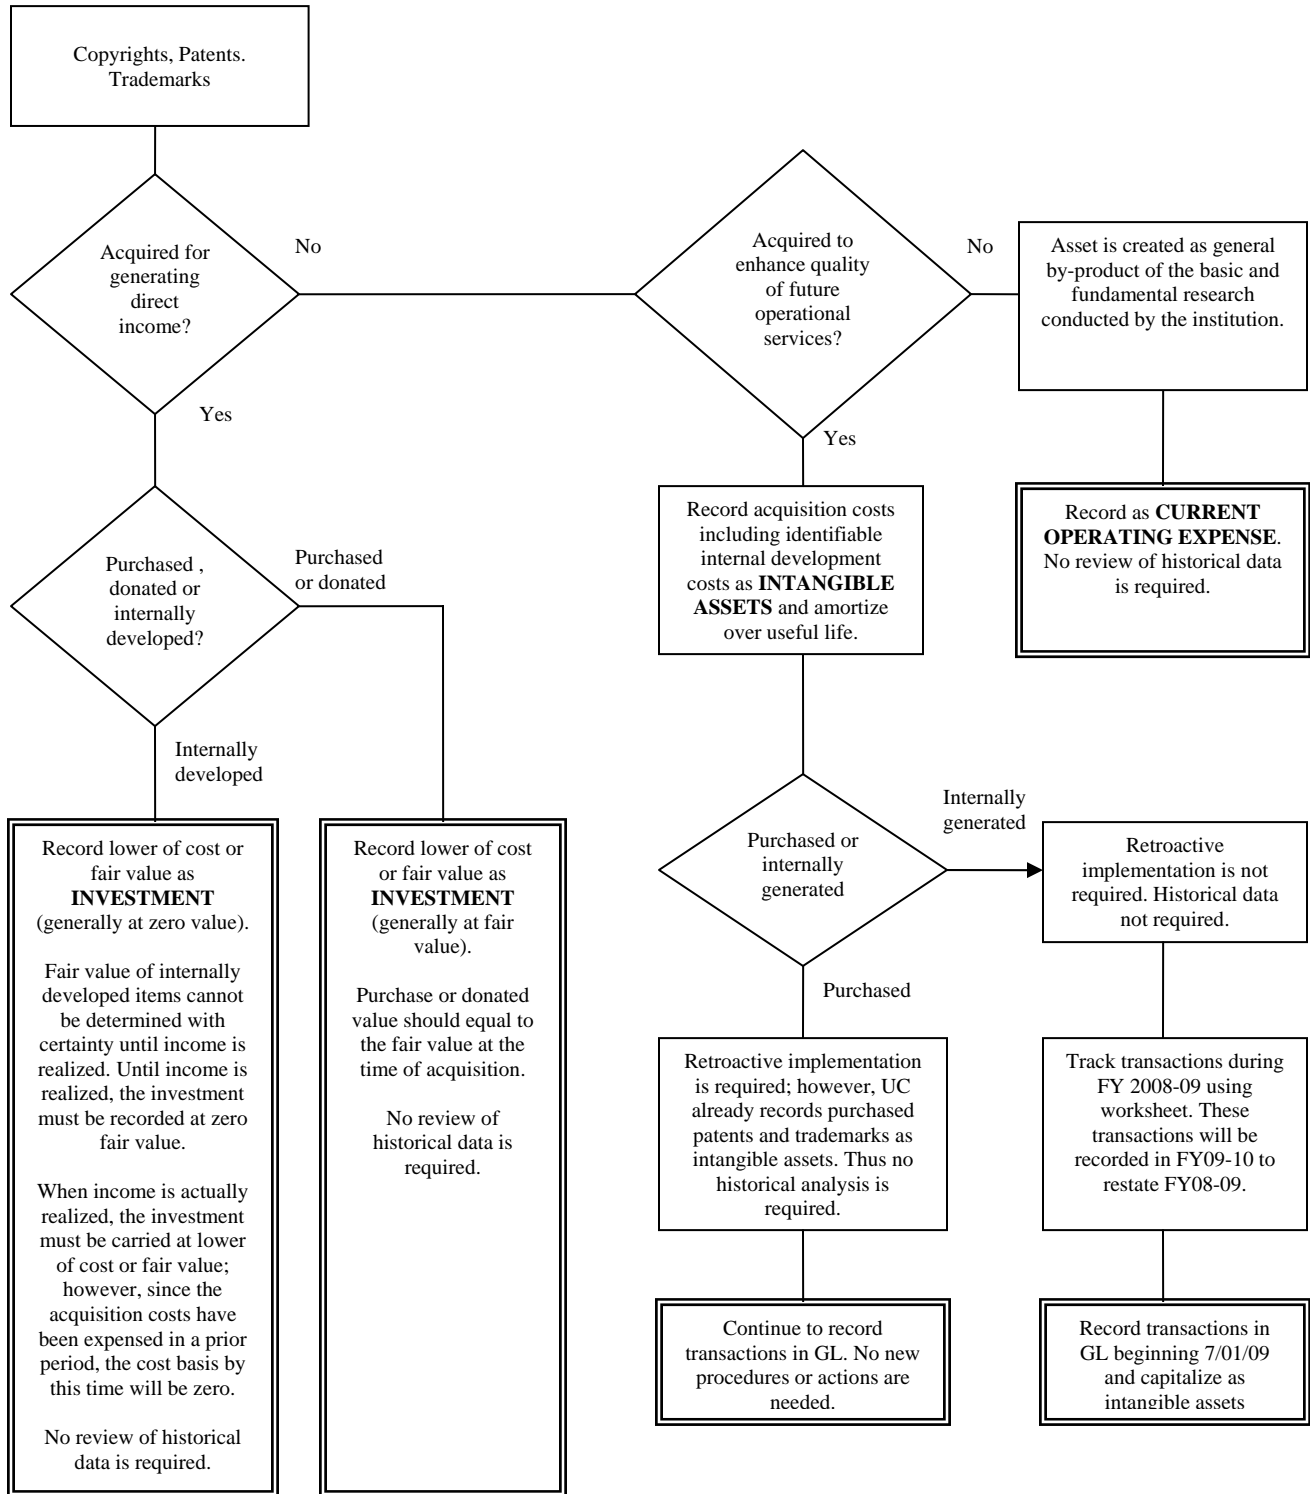 Copyrights, Patents.
Trademarks
Acquired for
generating
direct
income?
No
Yes
Acquired to
enhance quality
of future
operational
services?
No
Yes
Asset is created as general
by-product of the basic and
fundamental research
conducted by the institution.
Record as CURRENT
OPERATING EXPENSE.
No review of historical data
is required.
Record acquisition costs
including identifiable
internal development
costs as INTANGIBLE
ASSETS and amortize
over useful life.
Purchased ,
donated or
internally
developed?
Purchased
or donated
Internally
developed
Record lower of cost or
fair value as
INVESTMENT
(generally at zero value).
Fair value of internally
developed items cannot
be determined with
certainty until income is
realized. Until income is
realized, the investment
must be recorded at zero
fair value.
When income is actually
realized, the investment
must be carried at lower
of cost or fair value;
however, since the
acquisition costs have
been expensed in a prior
period, the cost basis by
this time will be zero.
No review of historical
data is required.
Record lower of cost
or fair value as
INVESTMENT
(generally at fair
value).
Purchase or donated
value should equal to
the fair value at the
time of acquisition.
No review of
historical data is
required.
Purchased or
internally
generated
Internally
generated
Purchased
Retroactive
implementation is not
required. Historical data
not required.
Retroactive implementation
is required; however, UC
already records purchased
patents and trademarks as
intangible assets. Thus no
historical analysis is
required.
Track transactions during
FY 2008-09 using
worksheet. These
transactions will be
recorded in FY09-10 to
restate FY08-09.
Continue to record
transactions in GL. No new
procedures or actions are
needed.
Record transactions in
GL beginning 7/01/09
and capitalize as
intangible assets